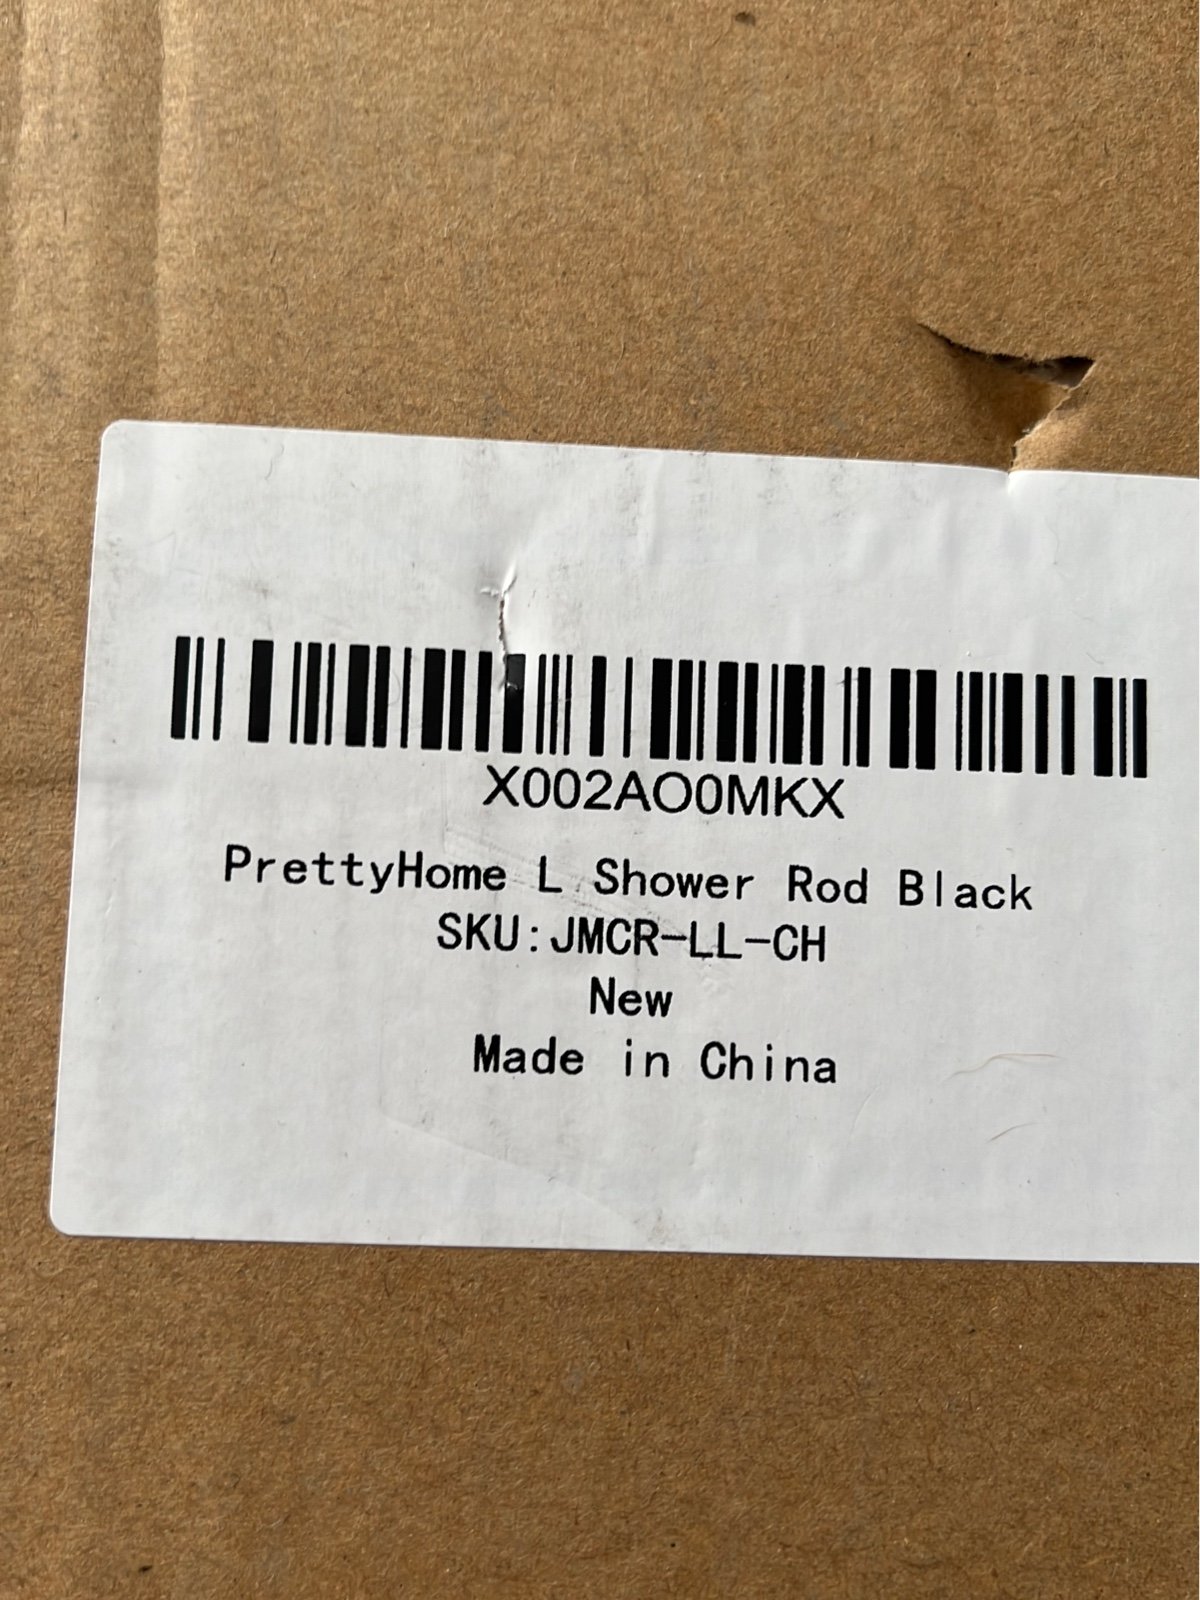 X002AO0MKX
PrettyHome L Shower Rod Black
SKU:JMCR-LL-CH
New
Made in China